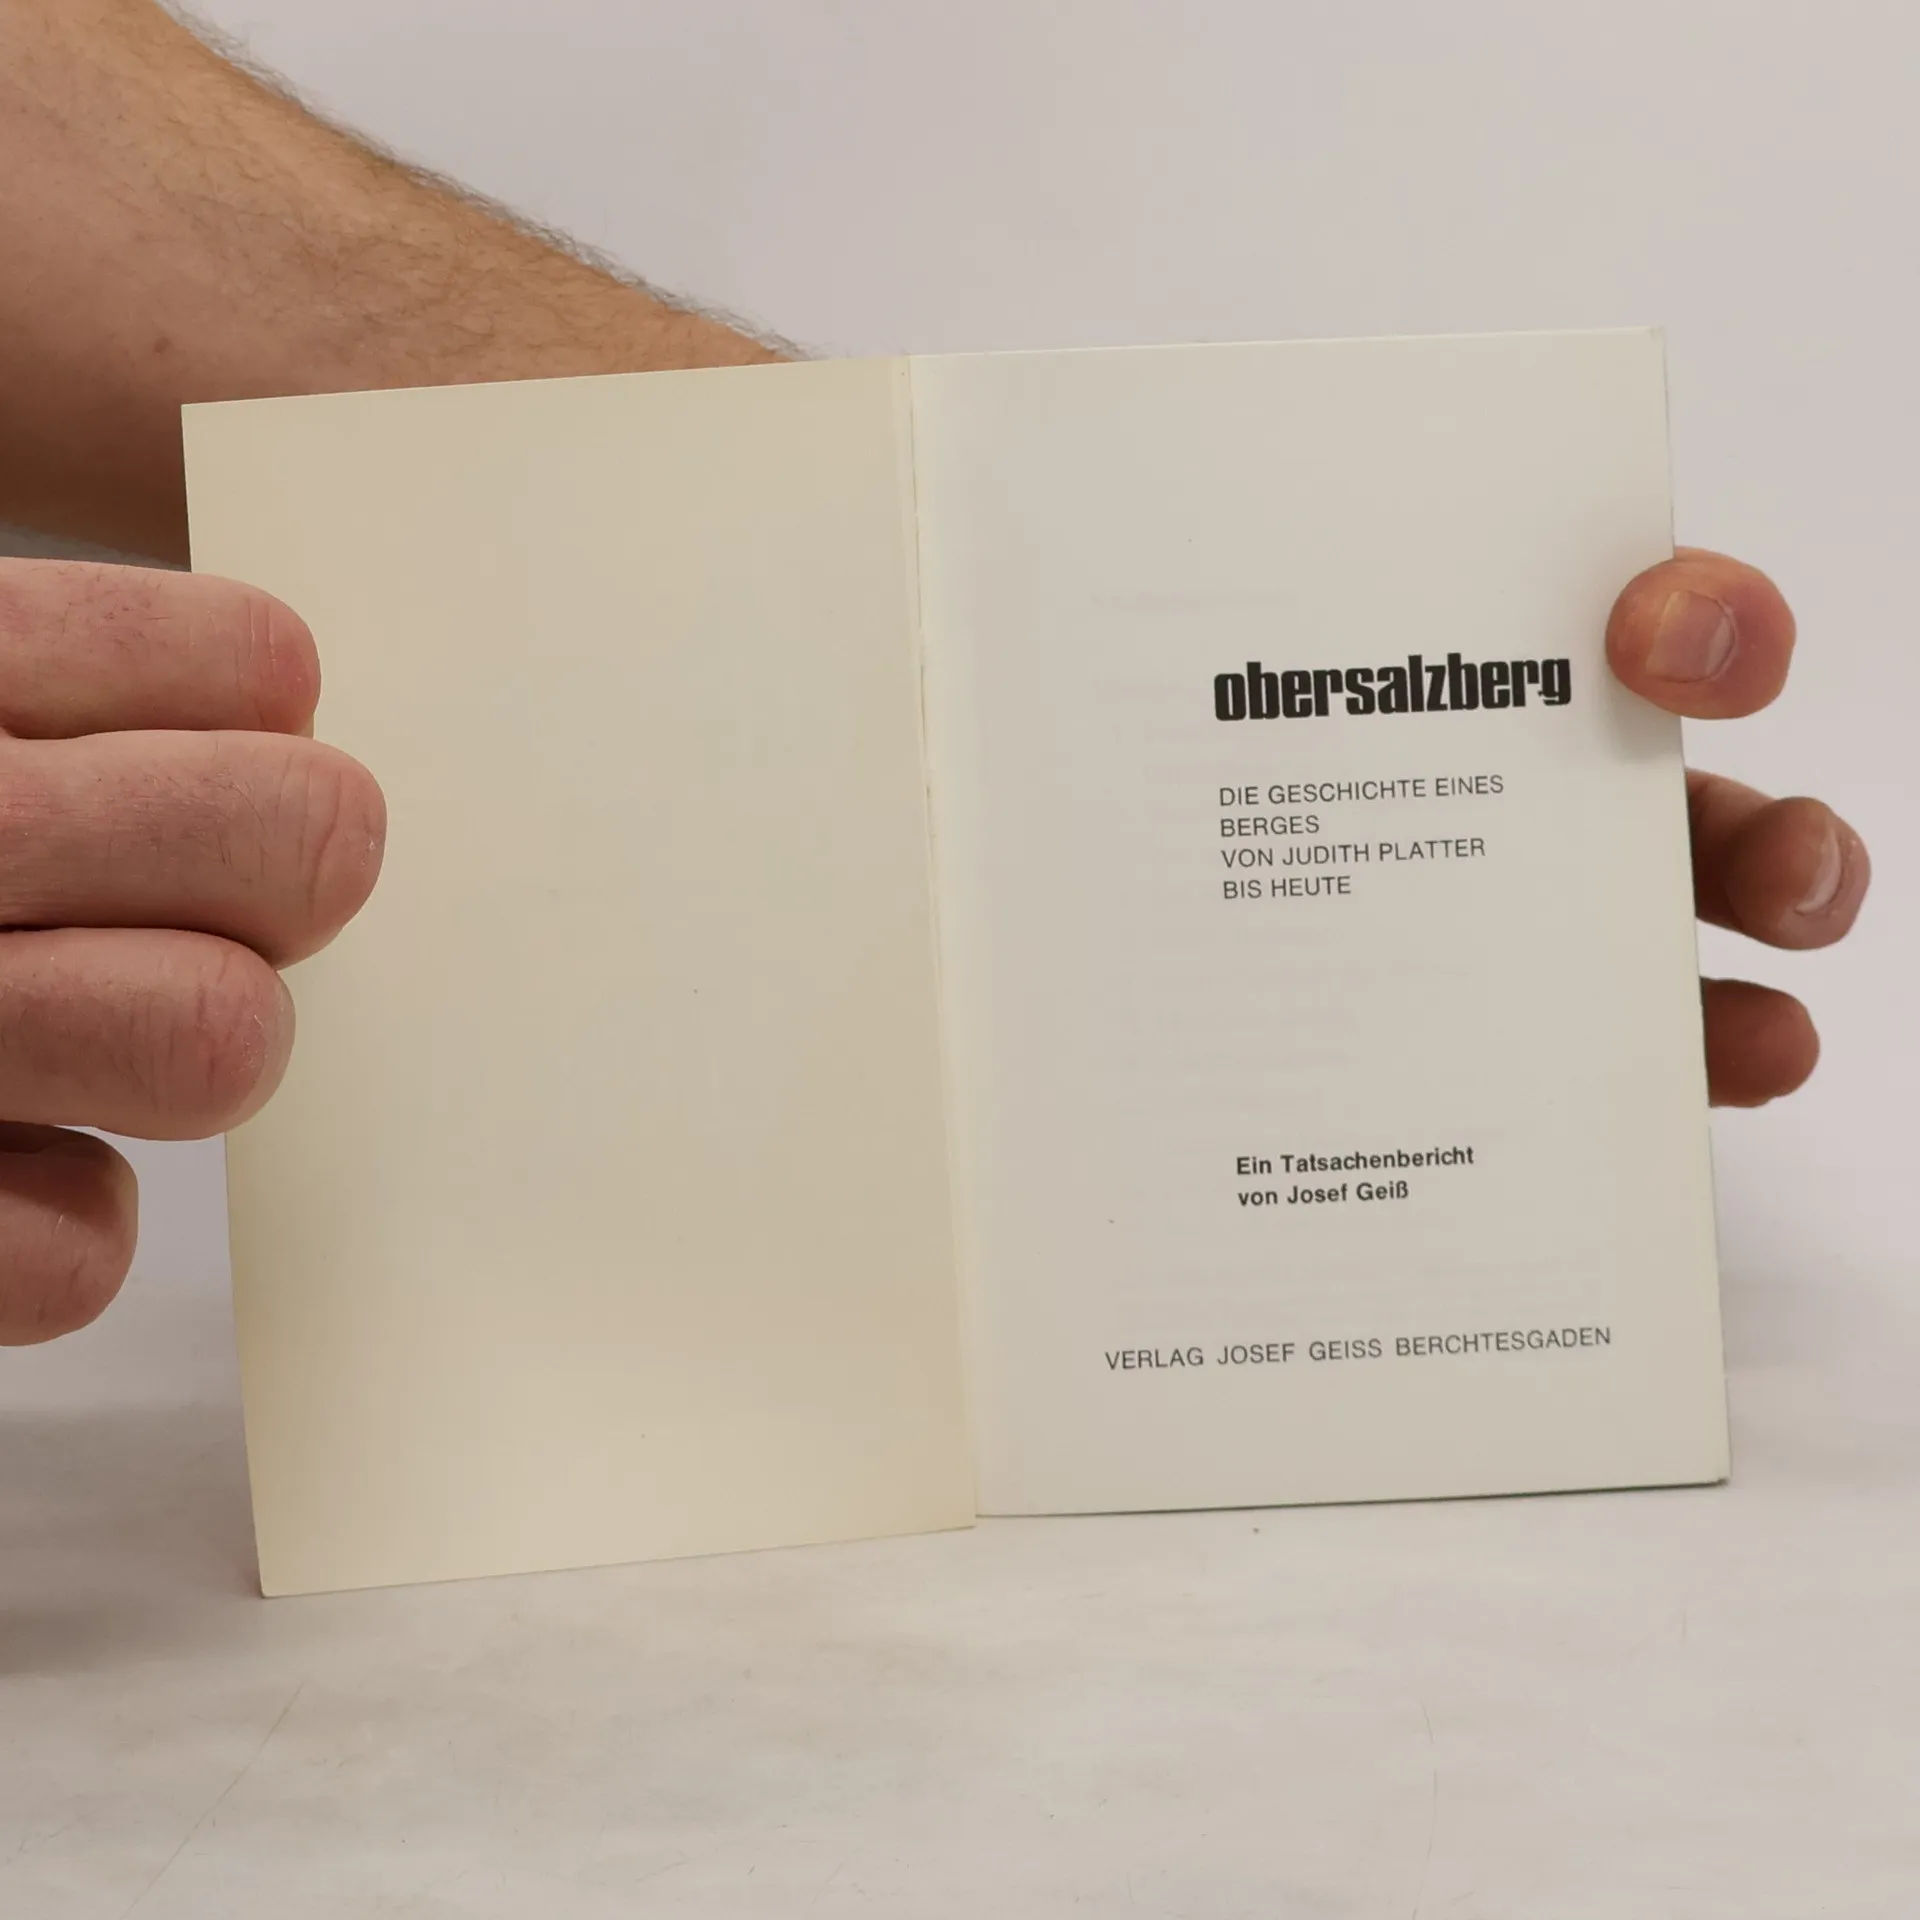 obersalzberg
DIE GESCHICHTE EINES
BERGES
VON JUDITH PLATTER
BIS HEUTE
Ein Tatsachenbericht
von Josef Geiß
VERLAG JOSEF GEISS BERCHTESGADEN